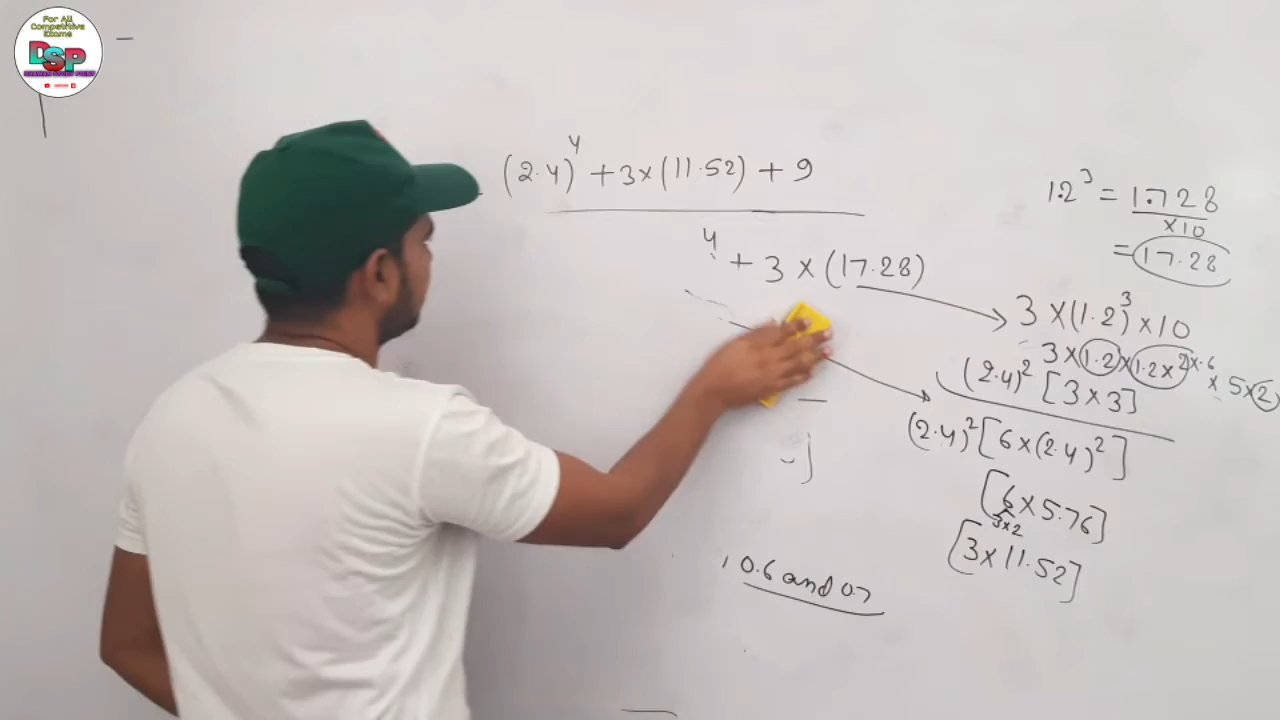 For All
Competitive
Exams
DSP
(2.4)⁴ + 3×(11.52) + 9
4 + 3 × (17.28)
1.2³ = 1.728
×10
= 17.28
3 × (1.2)³ × 10
3 × 1.2 × 1.2 × 2 × .6 × 5 × 2
(2.4)² [3 × 3]
(2.4)² [6 × (2.4)²]
[6 × 5.76]
3×2
[3 × 11.52]
0.6 and 0.7